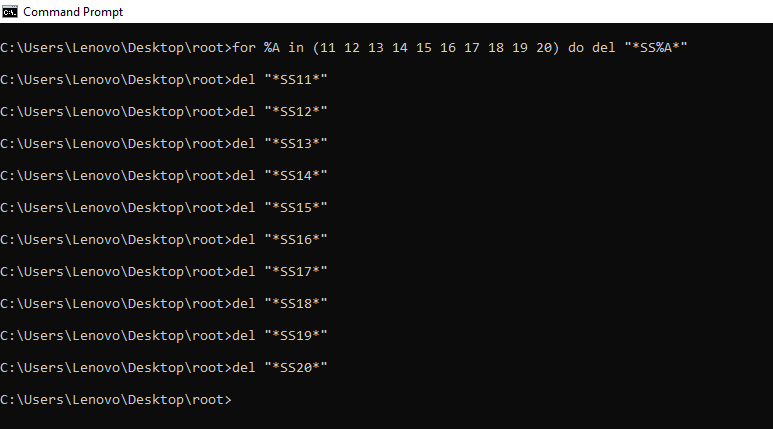 Command Prompt
C:\Users\Lenovo\Desktop\root>for %A in (11 12 13 14 15 16 17 18 19 20) do del "*SS%A*"
C:\Users\Lenovo\Desktop\root>del "*SS11*"
C:\Users\Lenovo\Desktop\root>del "*SS12*"
C:\Users\Lenovo\Desktop\root>del "*SS13*"
C:\Users\Lenovo\Desktop\root>del "*SS14*"
C:\Users\Lenovo\Desktop\root>del "*SS15*"
C:\Users\Lenovo\Desktop\root>del "*SS16*"
C:\Users\Lenovo\Desktop\root>del "*SS17*"
C:\Users\Lenovo\Desktop\root>del "*SS18*"
C:\Users\Lenovo\Desktop\root>del "*SS19*"
C:\Users\Lenovo\Desktop\root>del "*SS20*"
C:\Users\Lenovo\Desktop\root>